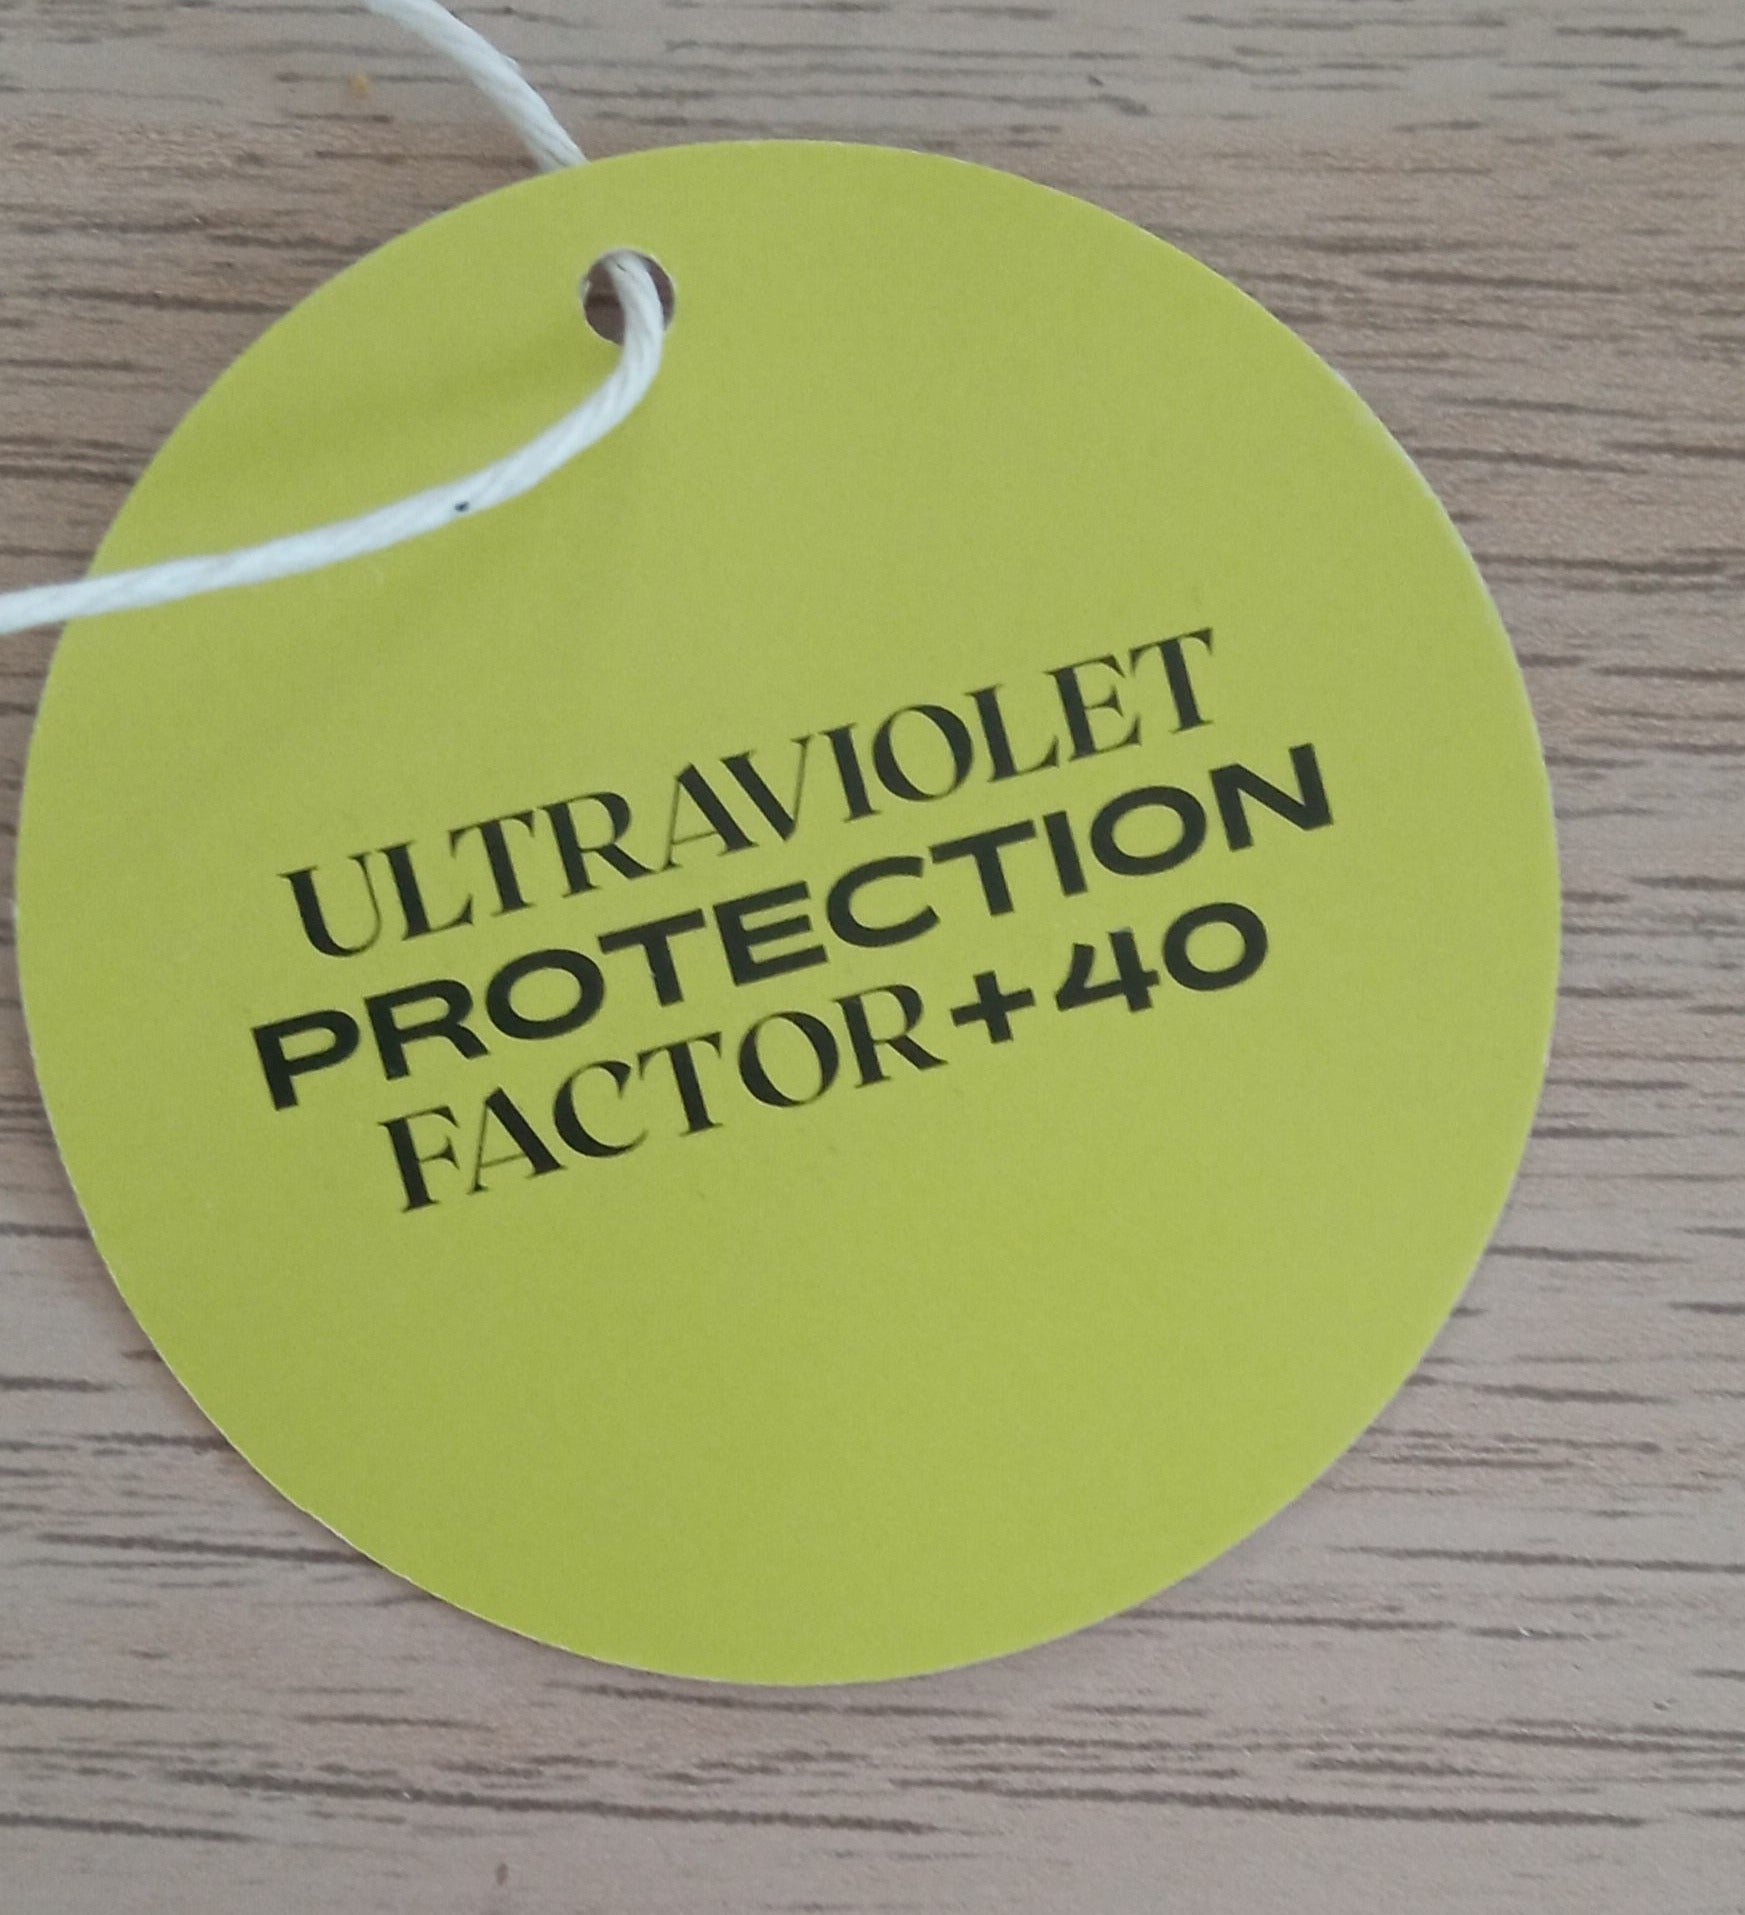 ULTRAVIOLET
PROTECTION
FACTOR+40